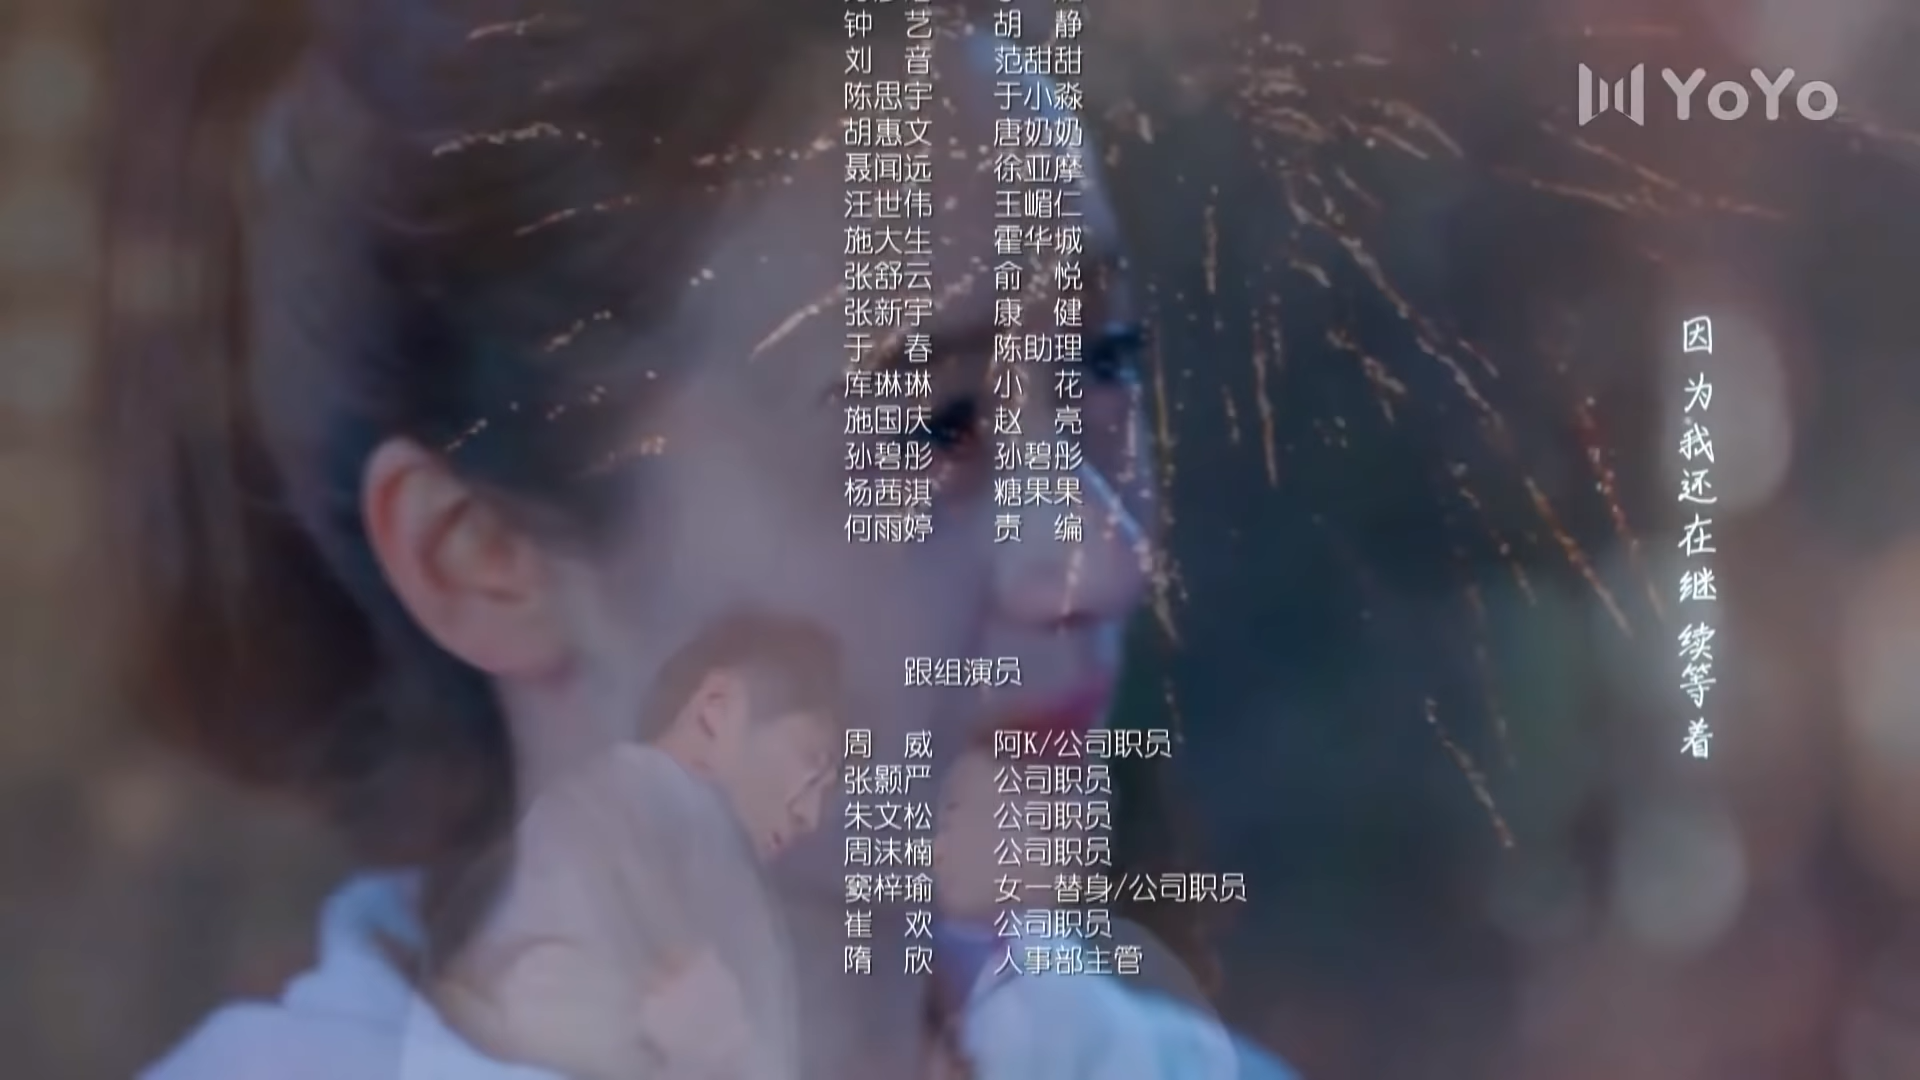 钟 艺 胡 静
刘 音 范甜甜
陈思宇 于小淼
胡惠文 唐奶奶
聂闻远 徐亚摩
汪世伟 王嵋仁
施大生 霍华城
张舒云 俞 悦
张新宇 康 健
于 春 陈助理
库琳琳 小 花
施国庆 赵 亮
孙碧彤 孙碧彤
杨茜淇 糖果果
何雨婷 责 编
跟组演员
周 威 阿K/公司职员
张颢严 公司职员
朱文松 公司职员
周沫楠 公司职员
窦梓瑜 女一替身/公司职员
崔 欢 公司职员
隋 欣 人事部主管
YoYo
因为我还在继续等着